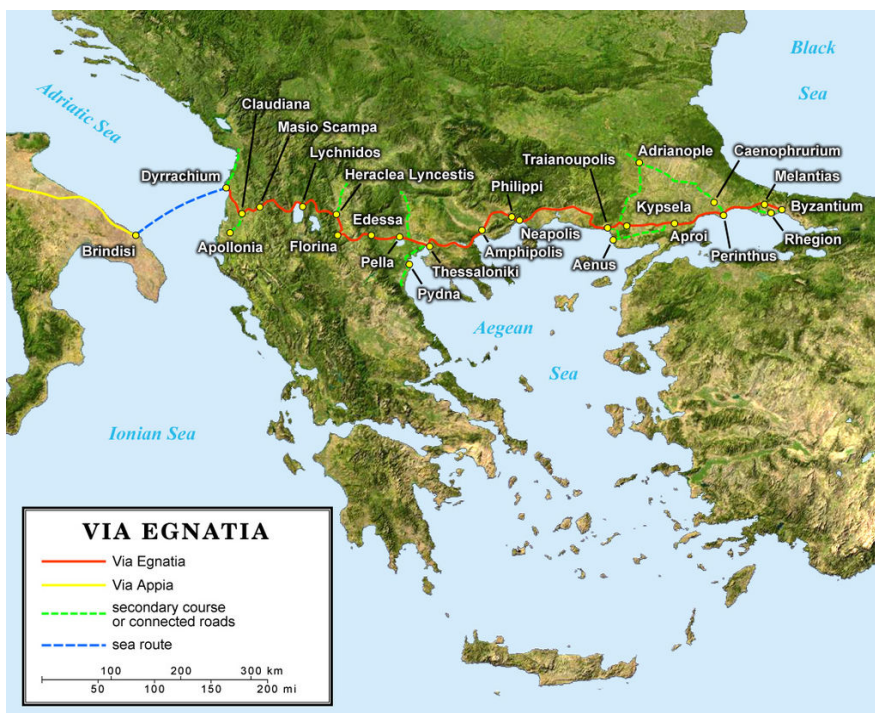 Black
Sea
Adriatic Sea
Claudiana
Masio Scampa
Lychnidos
Dyrrachium
Heraclea Lyncestis
Traianoupolis
Adrianople
Caenophrurium
Melantias
Philippi
Kypsela
Byzantium
Edessa
Neapolis
Brindisi
Apollonia
Florina
Amphipolis
Aproi
Rhegion
Pella
Thessaloniki
Aenus
Perinthus
Pydna
Aegean
Sea
Ionian Sea
VIA EGNATIA
Via Egnatia
Via Appia
secondary course
or connected roads
sea route
100 200 300 km
50 100 150 200 mi